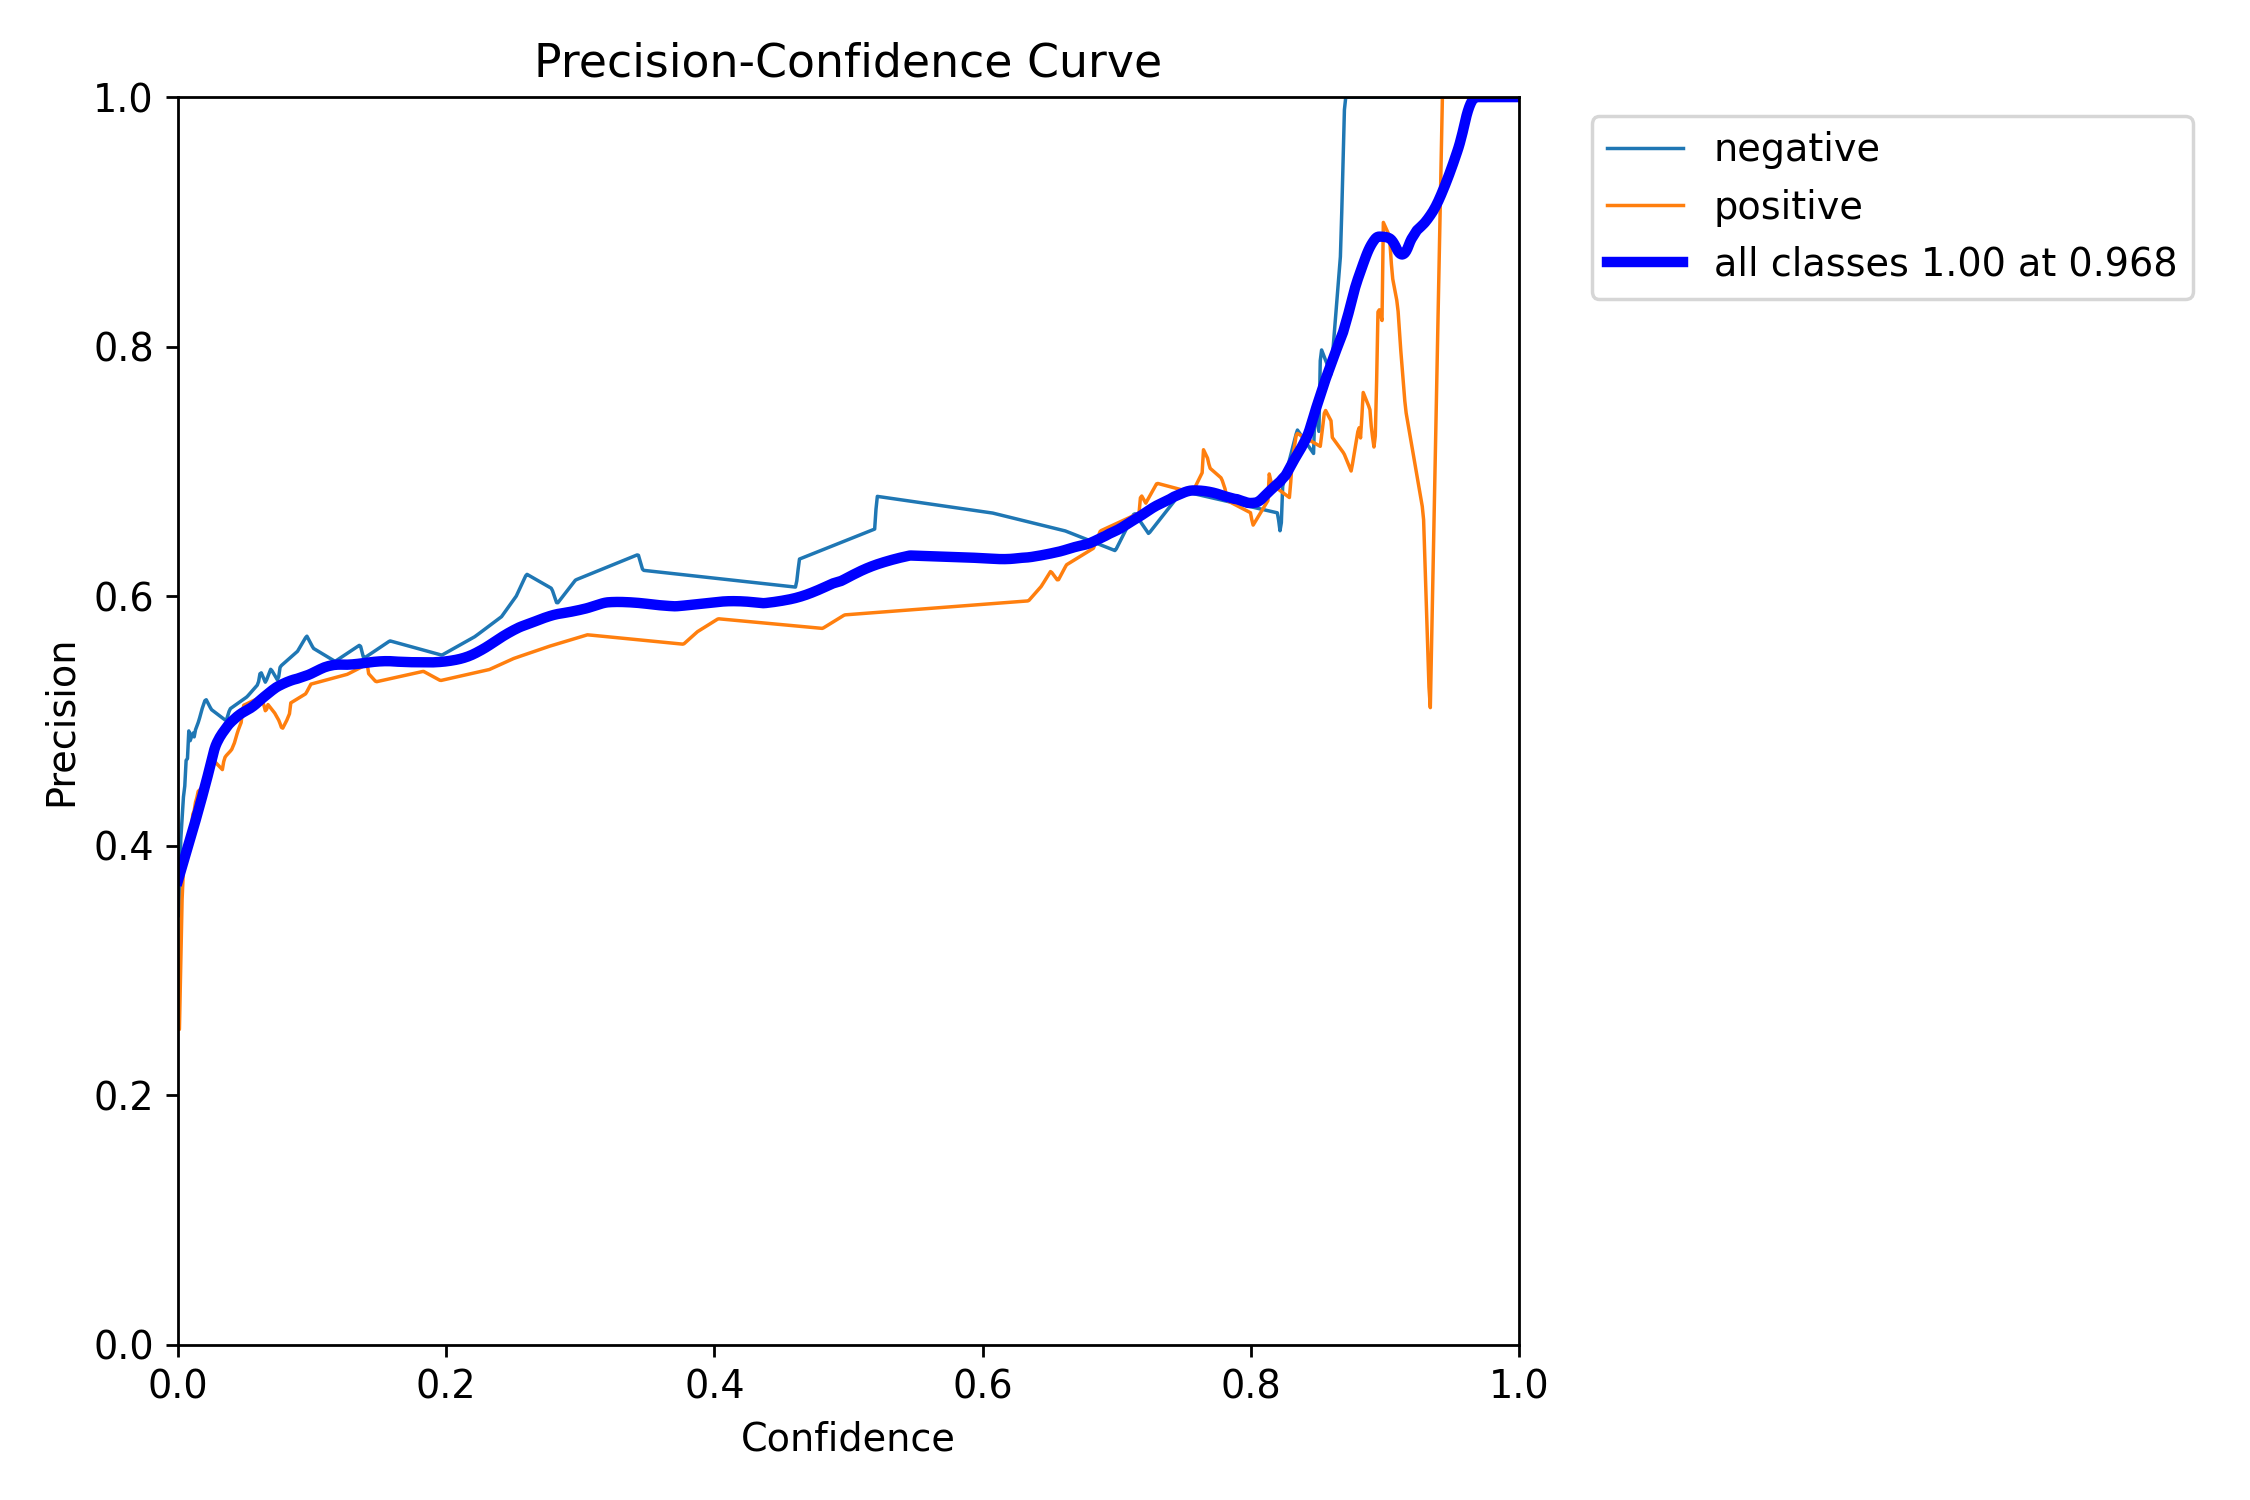 Precision-Confidence Curve
1.0
0.8
0.6
0.4
0.2
0.0
Precision
0.0 0.2 0.4 0.6 0.8 1.0
Confidence
negative
positive
all classes 1.00 at 0.968